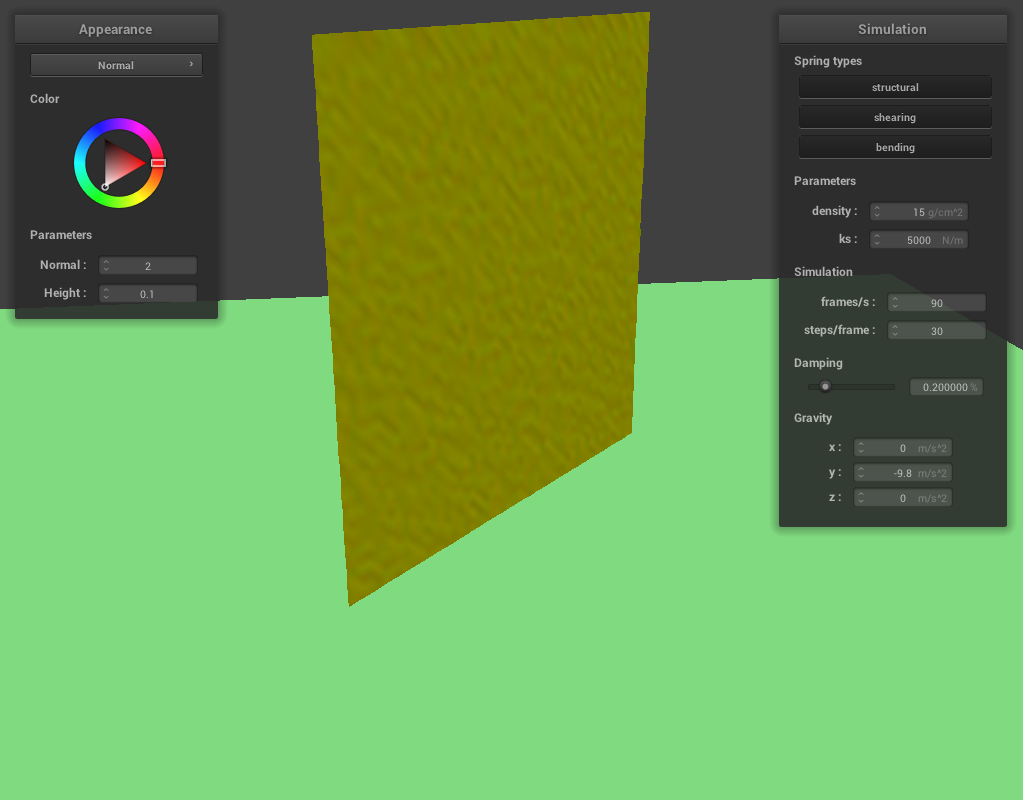 Appearance
Normal
Color
Parameters
Normal : 2
Height : 0.1
Simulation
Spring types
structural
shearing
bending
Parameters
density : 15 g/cm^2
ks : 5000 N/m
Simulation
frames/s : 90
steps/frame : 30
Damping
0.200000 %
Gravity
x : 0 m/s^2
y : -9.8 m/s^2
z : 0 m/s^2